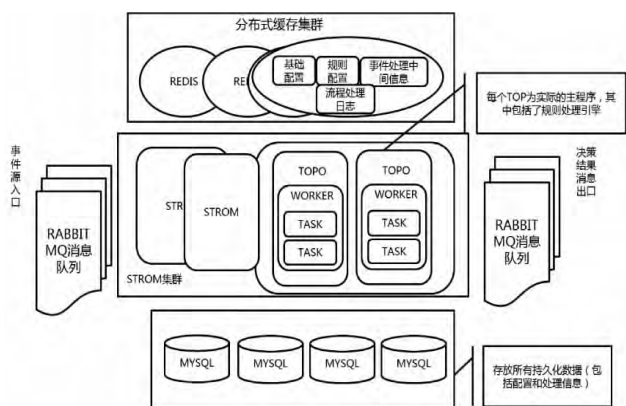 分布式缓存集群
REDIS
RE
基础
配置
规则
配置
事件处理中
间信息
流程处理
日志
每个TOP为实际的主程序，其
中包括了规则处理引擎
事
件
源
入
口
RABBIT
MQ消息
队列
STR
STROM
STROM集群
TOPO
WORKER
TASK
TASK
TOPO
WORKER
TASK
TASK
决策
结果
消息
出口
RABBIT
MQ消息
队列
MYSQL
MYSQL
MYSQL
MYSQL
存放所有持久化数据（包
括配置和处理信息）